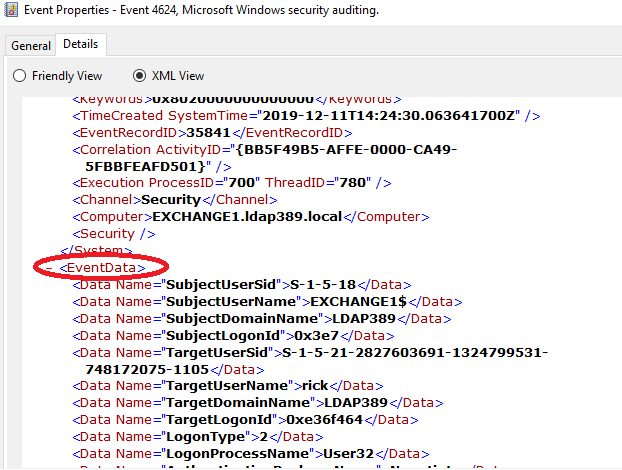 Event Properties - Event 4624, Microsoft Windows security auditing.
General Details
Friendly View XML View
<Keywords>0x8020000000000000</Keywords>
<TimeCreated SystemTime="2019-12-11T14:24:30.063641700Z" />
<EventRecordID>35841</EventRecordID>
<Correlation ActivityID="{BB5F49B5-AFFE-0000-CA49-
5FBBFEAFD501}" />
<Execution ProcessID="700" ThreadID="780" />
<Channel>Security</Channel>
<Computer>EXCHANGE1.ldap389.local</Computer>
<Security />
</System>
- <EventData>
<Data Name="SubjectUserSid">S-1-5-18</Data>
<Data Name="SubjectUserName">EXCHANGE1$</Data>
<Data Name="SubjectDomainName">LDAP389</Data>
<Data Name="SubjectLogonId">0x3e7</Data>
<Data Name="TargetUserSid">S-1-5-21-2827603691-1324799531-
748172075-1105</Data>
<Data Name="TargetUserName">rick</Data>
<Data Name="TargetDomainName">LDAP389</Data>
<Data Name="TargetLogonId">0xe36f464</Data>
<Data Name="LogonType">2</Data>
<Data Name="LogonProcessName">User32</Data>